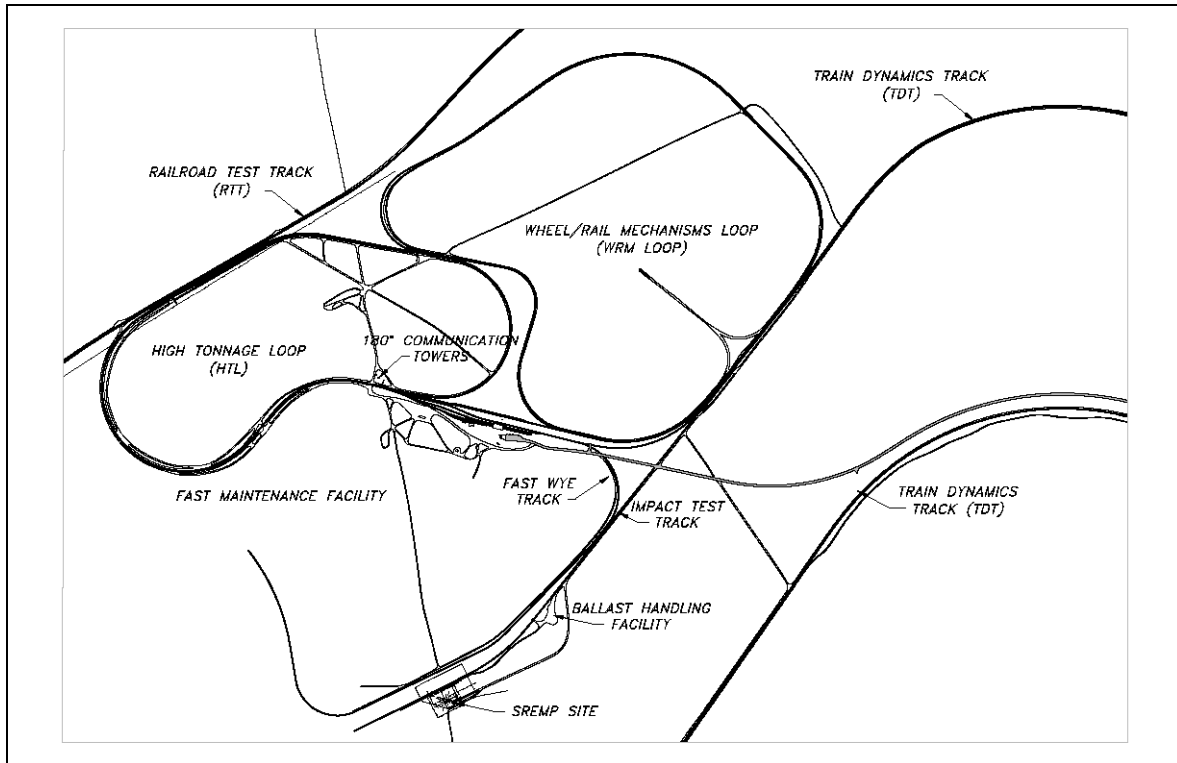 TRAIN DYNAMICS TRACK
(TDT)
RAILROAD TEST TRACK
(RTT)
WHEEL/RAIL MECHANISMS LOOP
(WRM LOOP)
180° COMMUNICATION
TOWERS
HIGH TONNAGE LOOP
(HTL)
FAST MAINTENANCE FACILITY
FAST WYE
TRACK
IMPACT TEST
TRACK
TRAIN DYNAMICS
TRACK (TDT)
BALLAST HANDLING
FACILITY
SREMP SITE